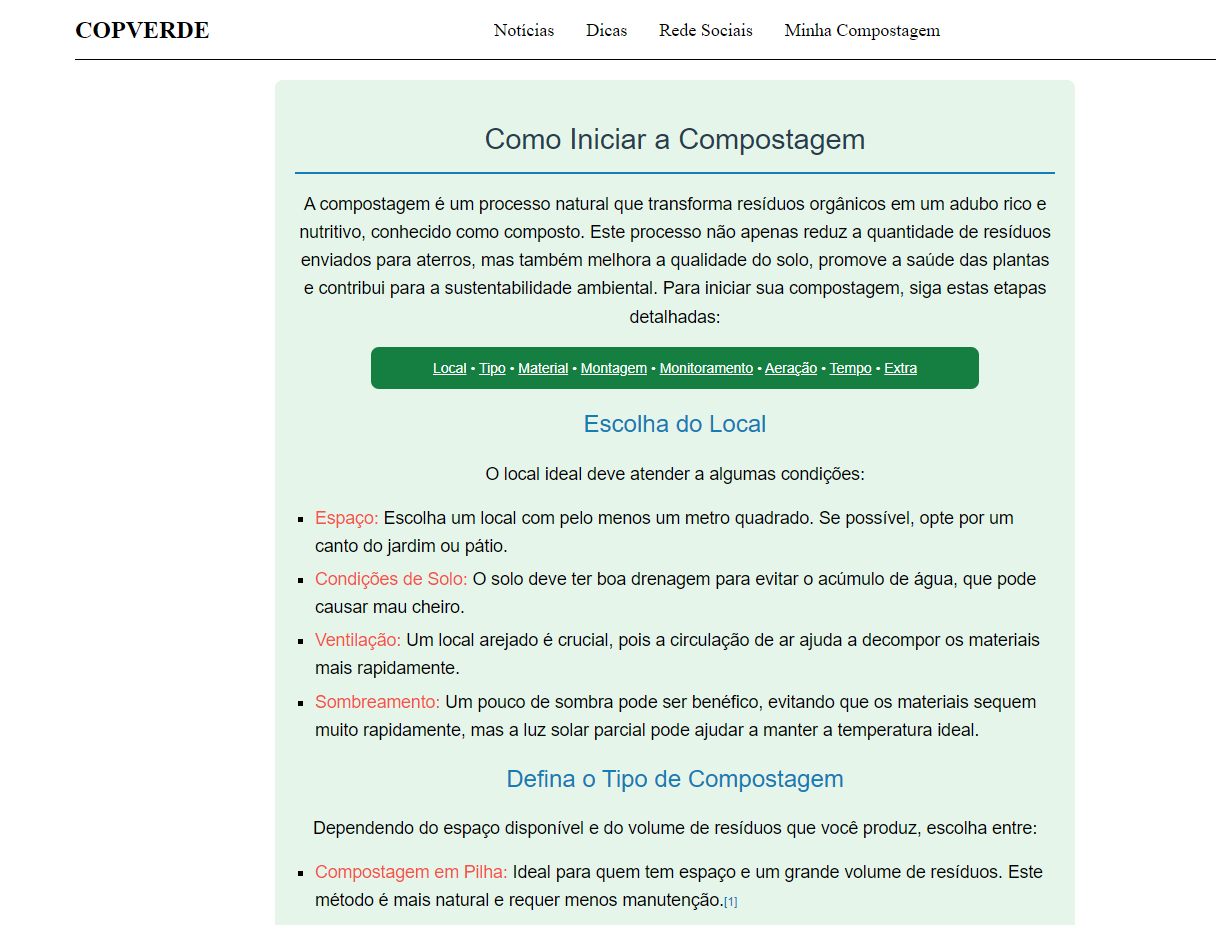 COPVERDE
Notícias Dicas Rede Sociais Minha Compostagem
Como Iniciar a Compostagem
A compostagem é um processo natural que transforma resíduos orgânicos em um adubo rico e
nutritivo, conhecido como composto. Este processo não apenas reduz a quantidade de resíduos
enviados para aterros, mas também melhora a qualidade do solo, promove a saúde das plantas
e contribui para a sustentabilidade ambiental. Para iniciar sua compostagem, siga estas etapas
detalhadas:
Local • Tipo • Material • Montagem • Monitoramento • Aeração • Tempo • Extra
Escolha do Local
O local ideal deve atender a algumas condições:
▪ Espaço: Escolha um local com pelo menos um metro quadrado. Se possível, opte por um
canto do jardim ou pátio.
▪ Condições de Solo: O solo deve ter boa drenagem para evitar o acúmulo de água, que pode
causar mau cheiro.
▪ Ventilação: Um local arejado é crucial, pois a circulação de ar ajuda a decompor os materiais
mais rapidamente.
▪ Sombreamento: Um pouco de sombra pode ser benéfico, evitando que os materiais sequem
muito rapidamente, mas a luz solar parcial pode ajudar a manter a temperatura ideal.
Defina o Tipo de Compostagem
Dependendo do espaço disponível e do volume de resíduos que você produz, escolha entre:
▪ Compostagem em Pilha: Ideal para quem tem espaço e um grande volume de resíduos. Este
método é mais natural e requer menos manutenção.[1]